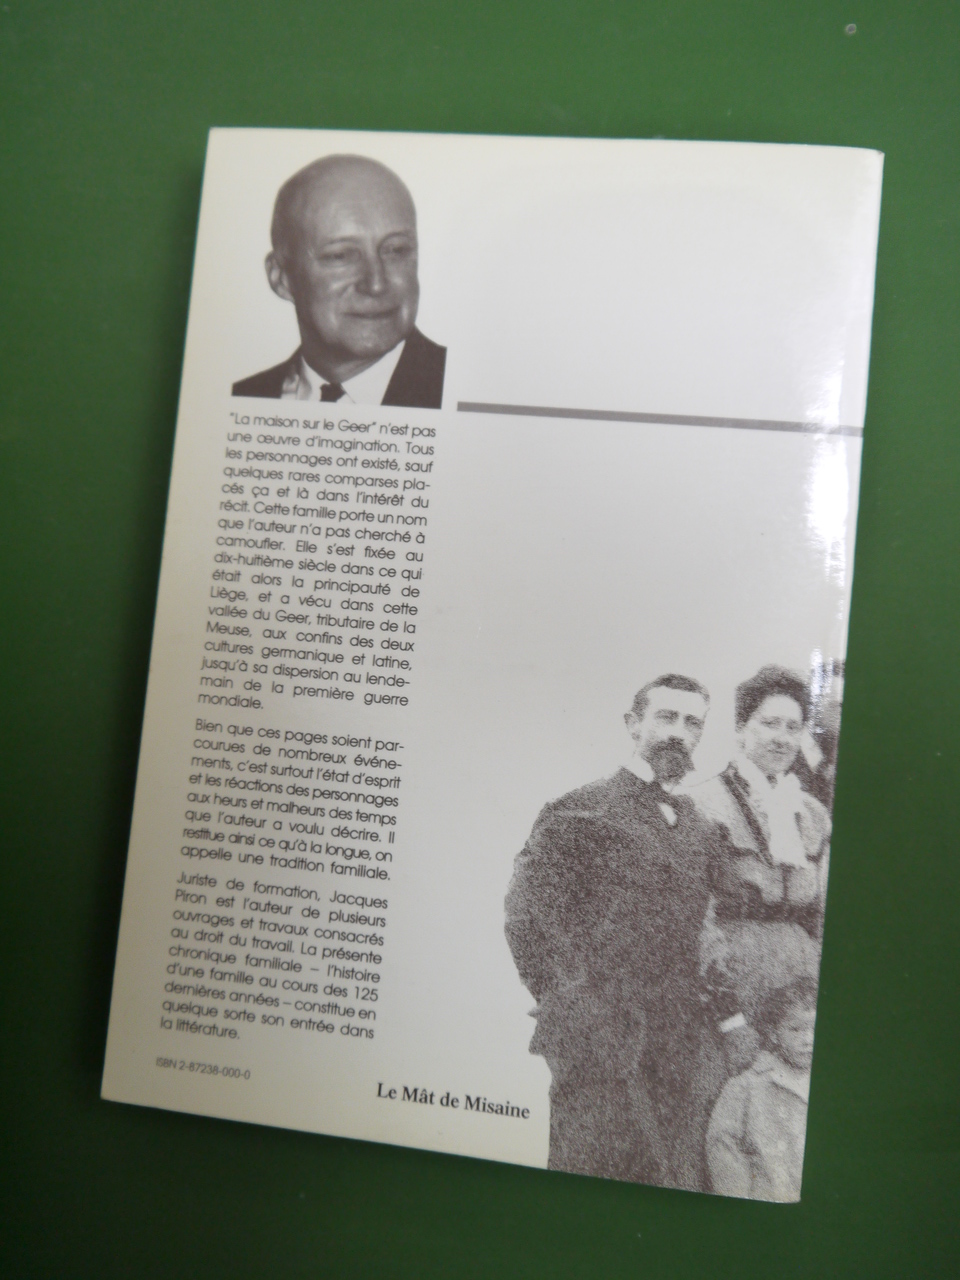 "La maison sur le Geer" n'est pas
une œuvre d'imagination. Tous
les personnages ont existé, sauf
quelques rares comparses pla-
cés ça et là dans l'intérêt du
récit. Cette famille porte un nom
que l'auteur n'a pas cherché à
camoufler. Elle s'est fixée au
dix-huitième siècle dans ce qui
était alors la principauté de
Liège, et a vécu dans cette
vallée du Geer, tributaire de la
Meuse, aux confins des deux
cultures germanique et latine,
jusqu'à sa dispersion au lende-
main de la première guerre
mondiale.
Bien que ces pages soient par-
courues de nombreux événe-
ments, c'est surtout l'état d'esprit
et les réactions des personnages
aux heurs et malheurs des temps
que l'auteur a voulu décrire. Il
restitue ainsi ce qu'à la longue, on
appelle une tradition familiale.
Juriste de formation, Jacques
Piron est l'auteur de plusieurs
ouvrages et travaux consacrés
au droit du travail. La présente
chronique familiale – l'histoire
d'une famille au cours des 125
dernières années – constitue en
quelque sorte son entrée dans
la littérature.
ISBN 2-87238-000-0
Le Mât de Misaine